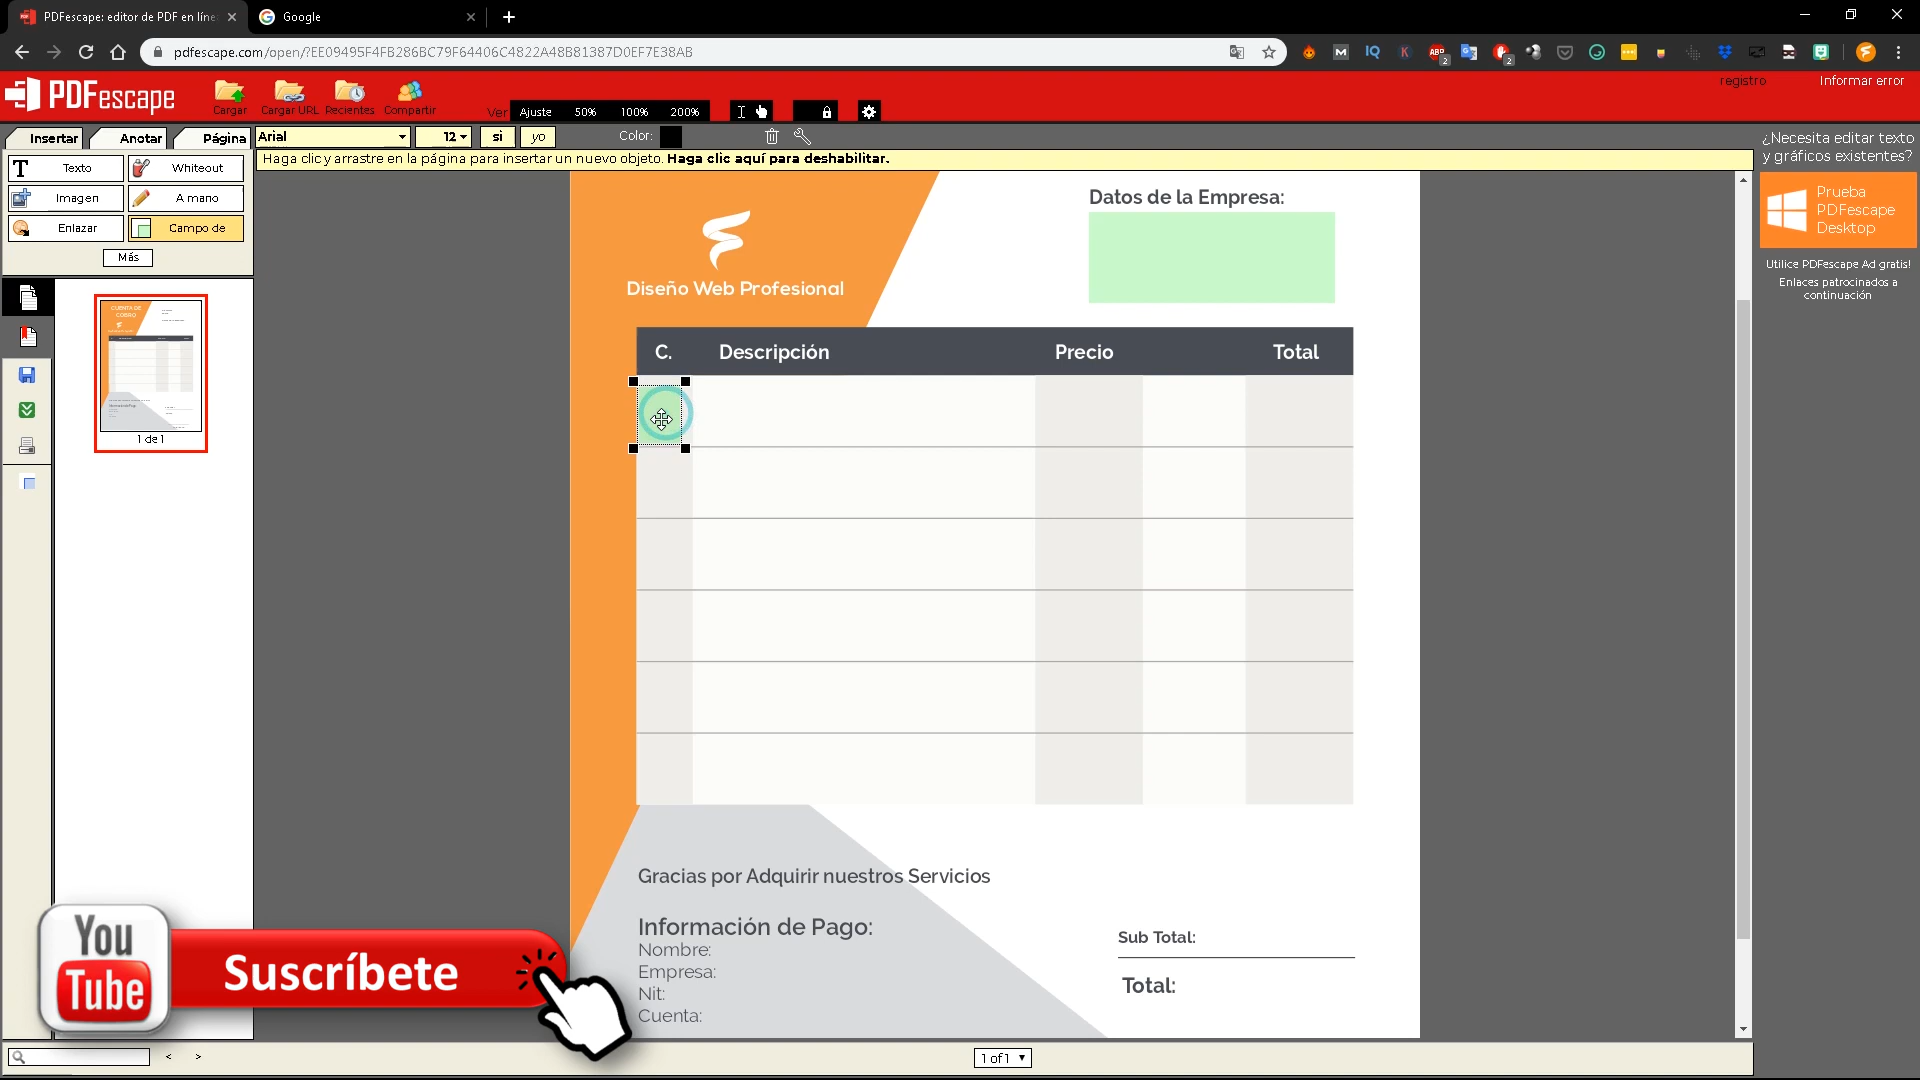 PDFescape: editor de PDF en líne
Google
pdfescape.com/open/?EE09495F4FB286BC79F64406C4822A48B81387D0EF7E38AB
PDFescape
Cargar
Cargar URL
Recientes
Compartir
Ver
Ajuste
50%
100%
200%
registro
Informar error
Insertar
Anotar
Página
Arial
12
si
yo
Color:
Haga clic y arrastre en la página para insertar un nuevo objeto. Haga clic aquí para deshabilitar.
Texto
Whiteout
Imagen
A mano
Enlazar
Campo de
Más
¿Necesita editar texto
y gráficos existentes?
Prueba
PDFescape
Desktop
Utilice PDFescape Ad gratis!
Enlaces patrocinados a
continuación
CUENTA DE
COBRO
1 de 1
Diseño Web Profesional
Datos de la Empresa:
C.
Descripción
Precio
Total
Gracias por Adquirir nuestros Servicios
Información de Pago:
Nombre:
Empresa:
Nit:
Cuenta:
Sub Total:
Total:
You
Tube
Suscríbete
<
>
1 of 1